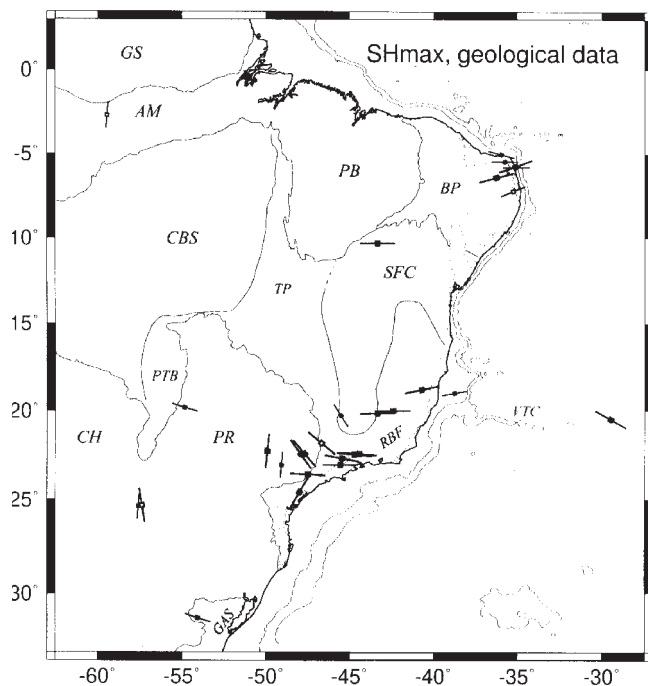 SHmax, geological data
GS
0°
AM
-5°
PB
BP
CBS
10°
SFC
TP
15°
PTB
20°
CH
PR
RBF
VTC
25°
30°
GAS
-60° -55° -50° -45° -40° -35° -30°